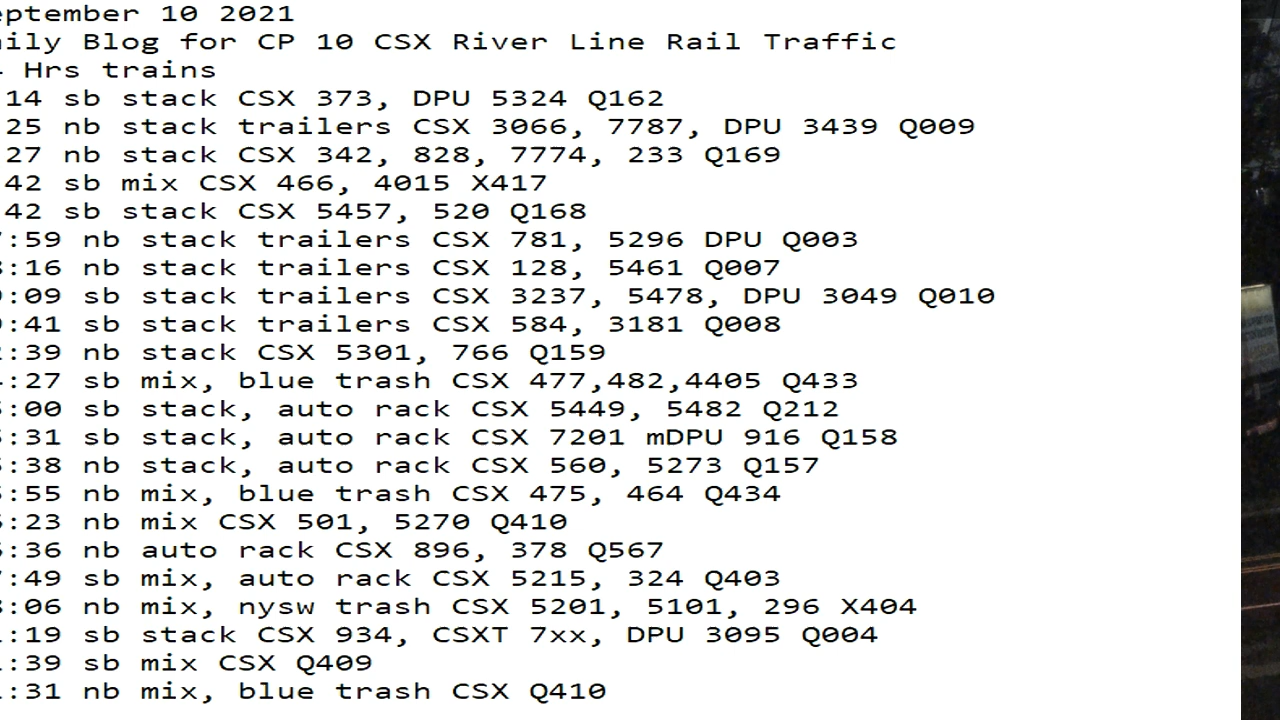 eptember 10 2021
aily Blog for CP 10 CSX River Line Rail Traffic
Hrs trains
14 sb stack CSX 373, DPU 5324 Q162
25 nb stack trailers CSX 3066, 7787, DPU 3439 Q009
27 nb stack CSX 342, 828, 7774, 233 Q169
42 sb mix CSX 466, 4015 X417
42 sb stack CSX 5457, 520 Q168
:59 nb stack trailers CSX 781, 5296 DPU Q003
:16 nb stack trailers CSX 128, 5461 Q007
:09 sb stack trailers CSX 3237, 5478, DPU 3049 Q010
:41 sb stack trailers CSX 584, 3181 Q008
:39 nb stack CSX 5301, 766 Q159
:27 sb mix, blue trash CSX 477,482,4405 Q433
:00 sb stack, auto rack CSX 5449, 5482 Q212
:31 sb stack, auto rack CSX 7201 mDPU 916 Q158
:38 nb stack, auto rack CSX 560, 5273 Q157
:55 nb mix, blue trash CSX 475, 464 Q434
:23 nb mix CSX 501, 5270 Q410
:36 nb auto rack CSX 896, 378 Q567
:49 sb mix, auto rack CSX 5215, 324 Q403
:06 nb mix, nysw trash CSX 5201, 5101, 296 X404
:19 sb stack CSX 934, CSXT 7xx, DPU 3095 Q004
:39 sb mix CSX Q409
:31 nb mix, blue trash CSX Q410